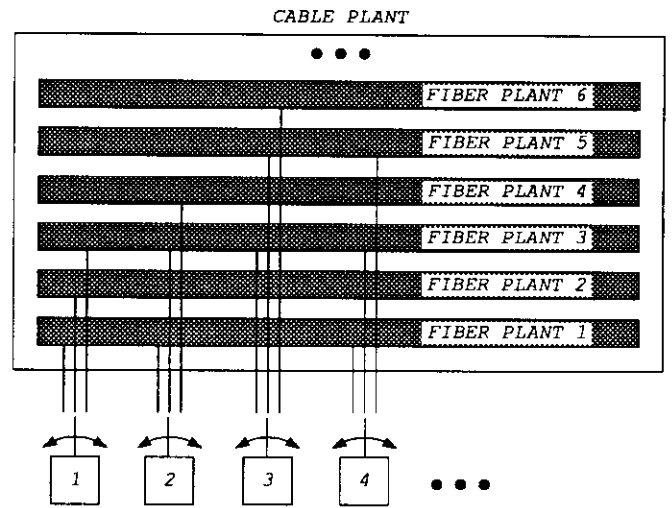 CABLE PLANT
FIBER PLANT 6
FIBER PLANT 5
FIBER PLANT 4
FIBER PLANT 3
FIBER PLANT 2
FIBER PLANT 1
1 2 3 4